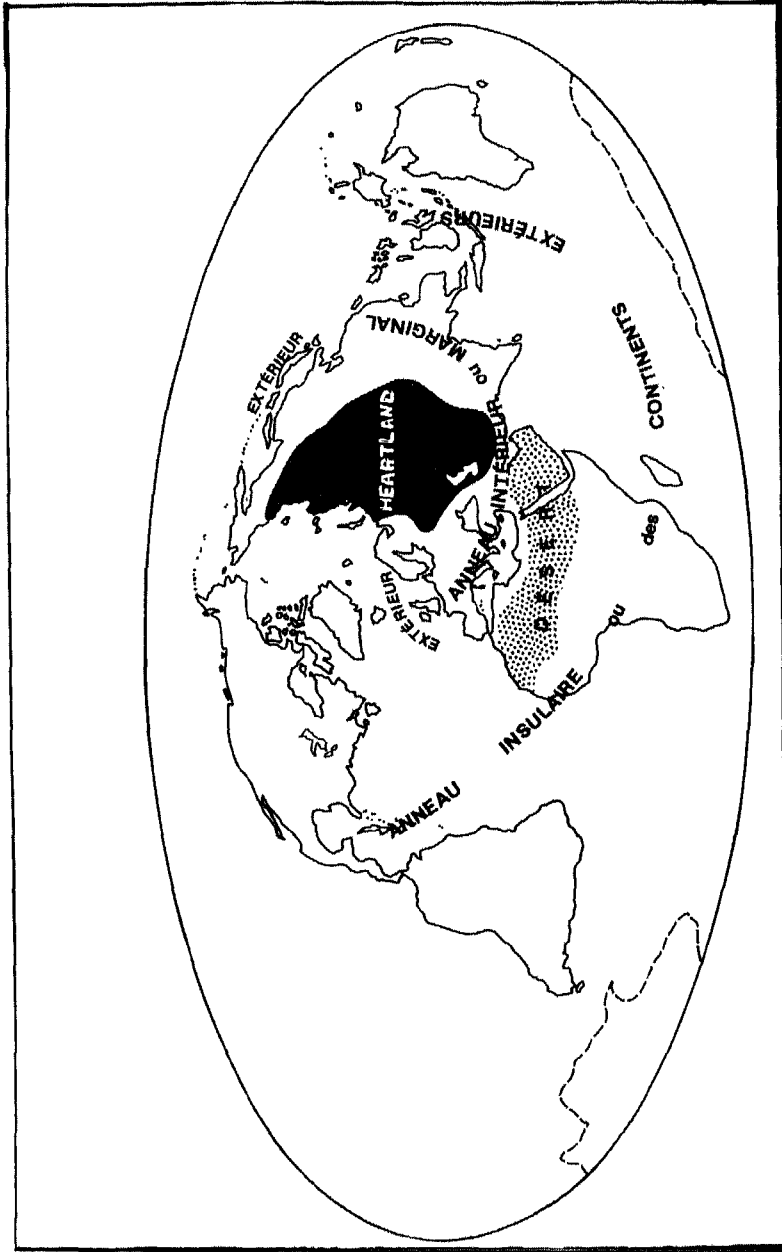 EXTÉRIEUR
HEARTLAND
EXTÉRIEUR
ANNEAU INTÉRIEUR ou MARGINAL
DÉSERT
ANNEAU INSULAIRE ou des CONTINENTS EXTÉRIEURS